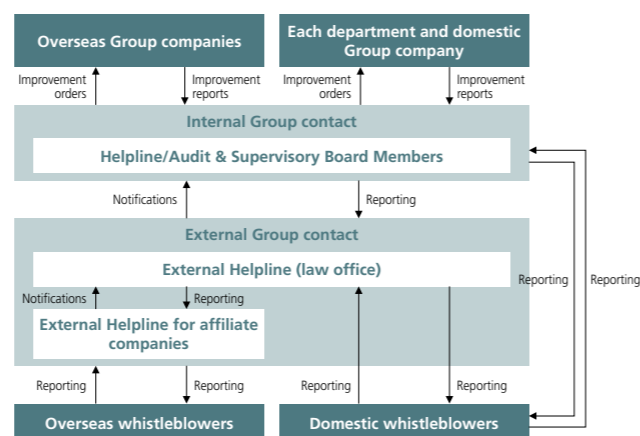 Overseas Group companies
Each department and domestic
Group company
Improvement
orders
Improvement
reports
Improvement
orders
Improvement
reports
Internal Group contact
Helpline/Audit & Supervisory Board Members
Notifications
Reporting
External Group contact
External Helpline (law office)
Reporting
Reporting
Notifications
Reporting
External Helpline for affiliate
companies
Reporting
Reporting
Reporting
Reporting
Overseas whistleblowers
Domestic whistleblowers